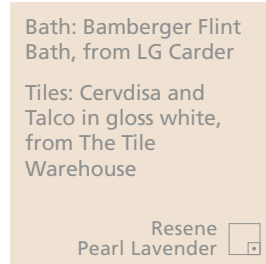 Bath: Bamberger Flint
Bath, from LG Carder
Tiles: Cervdisa and
Talco in gloss white,
from The Tile
Warehouse
Resene
Pearl Lavender